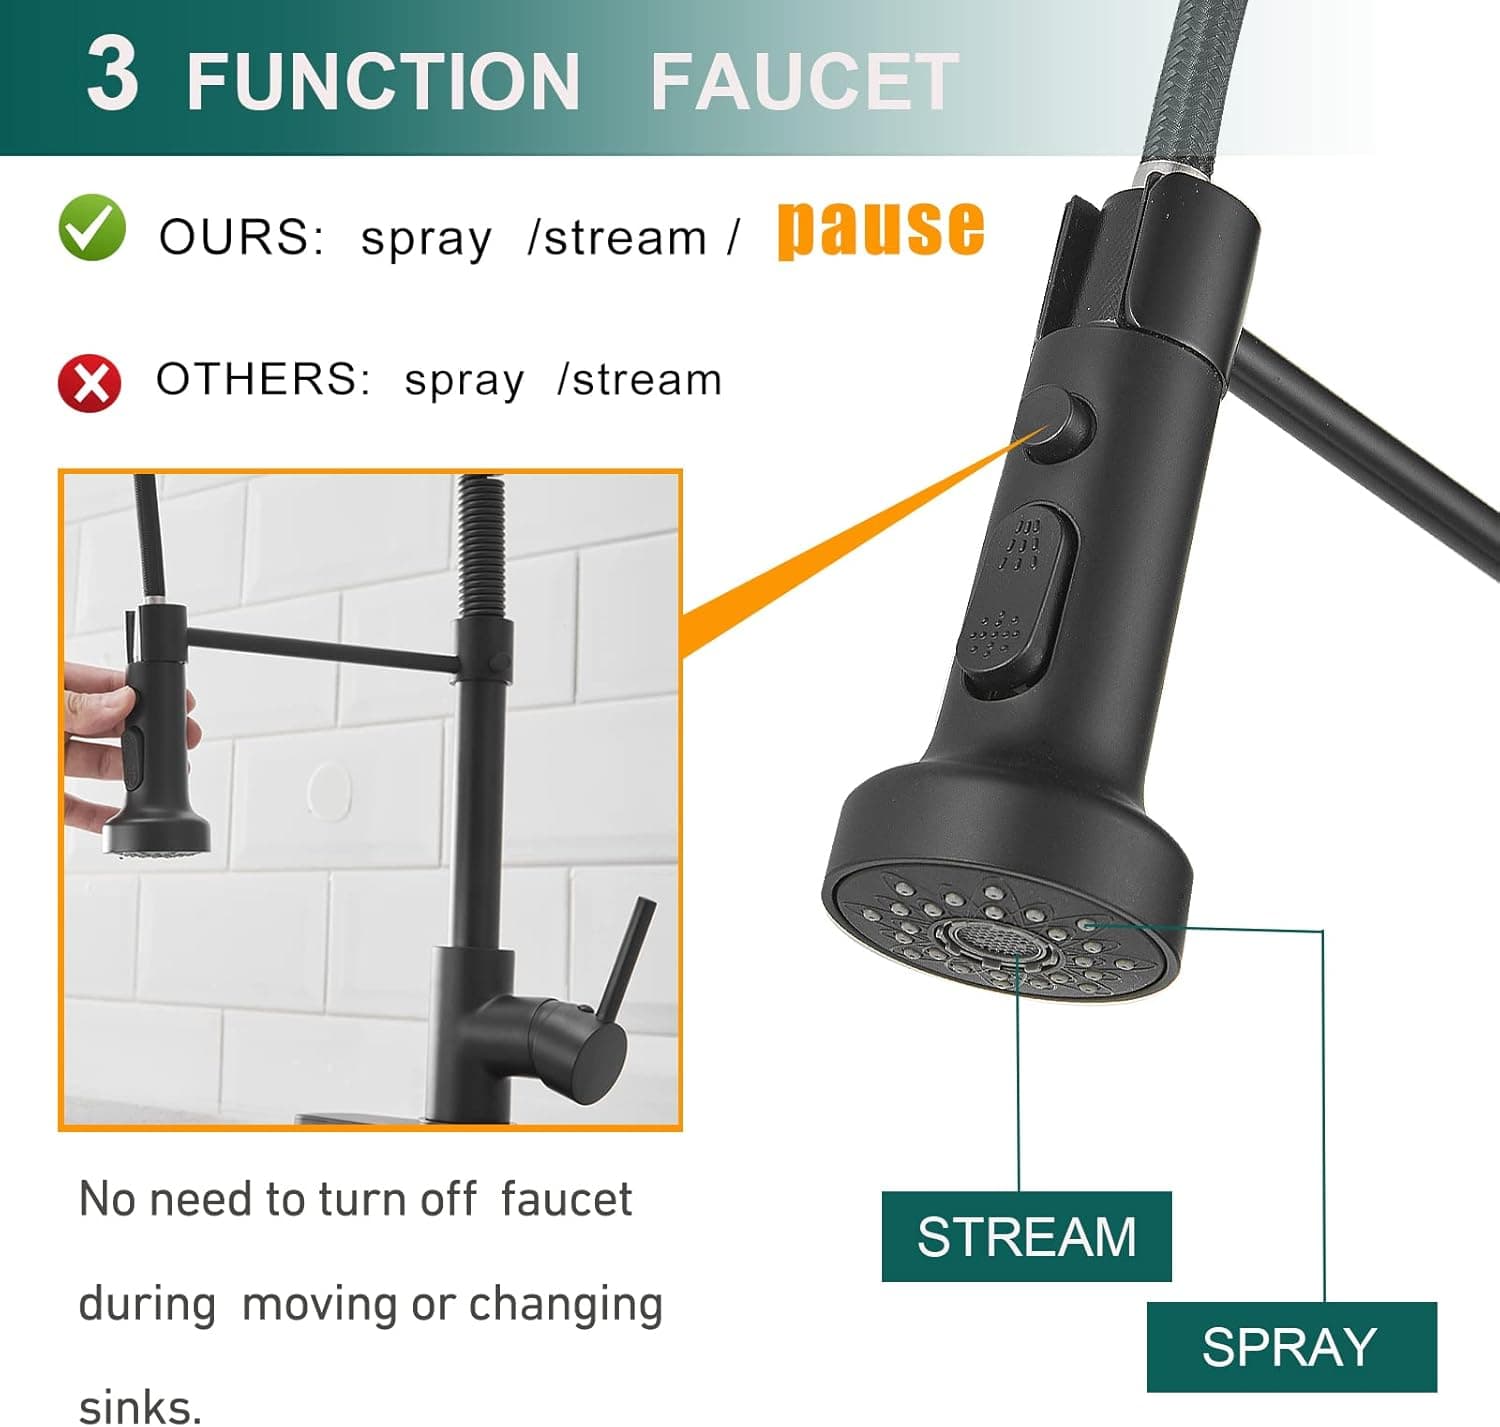 3 FUNCTION FAUCET
OURS: spray /stream / pause
OTHERS: spray /stream
No need to turn off faucet
during moving or changing
sinks.
STREAM
SPRAY